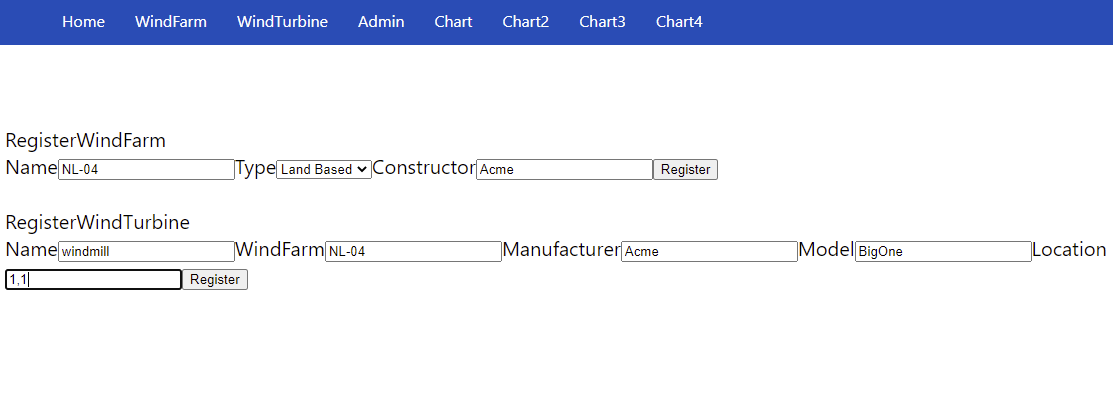 Home WindFarm WindTurbine Admin Chart Chart2 Chart3 Chart4
RegisterWindFarm
Name NL-04 Type Land Based Constructor Acme Register
RegisterWindTurbine
Name windmill WindFarm NL-04 Manufacturer Acme Model BigOne Location
1,1 Register